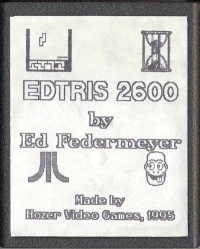 EDTRIS 2600
by
Ed Federmeyer
Made by
Hozer Video Games, 1995